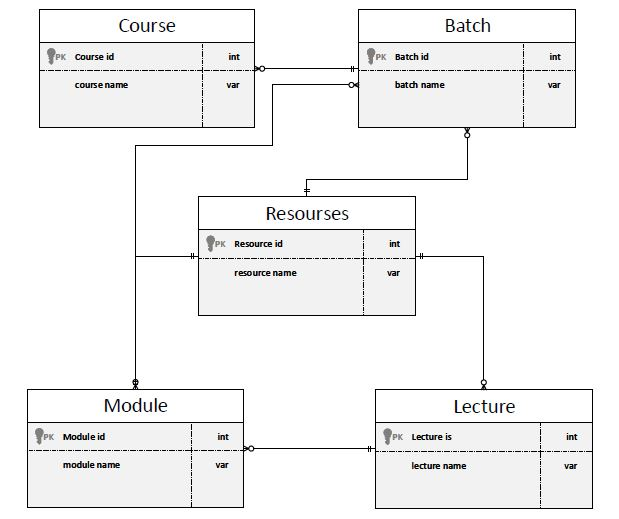 Course
PK Course id int
course name var
Batch
PK Batch id int
batch name var
Resourses
PK Resource id int
resource name var
Module
PK Module id int
module name var
Lecture
PK Lecture is int
lecture name var